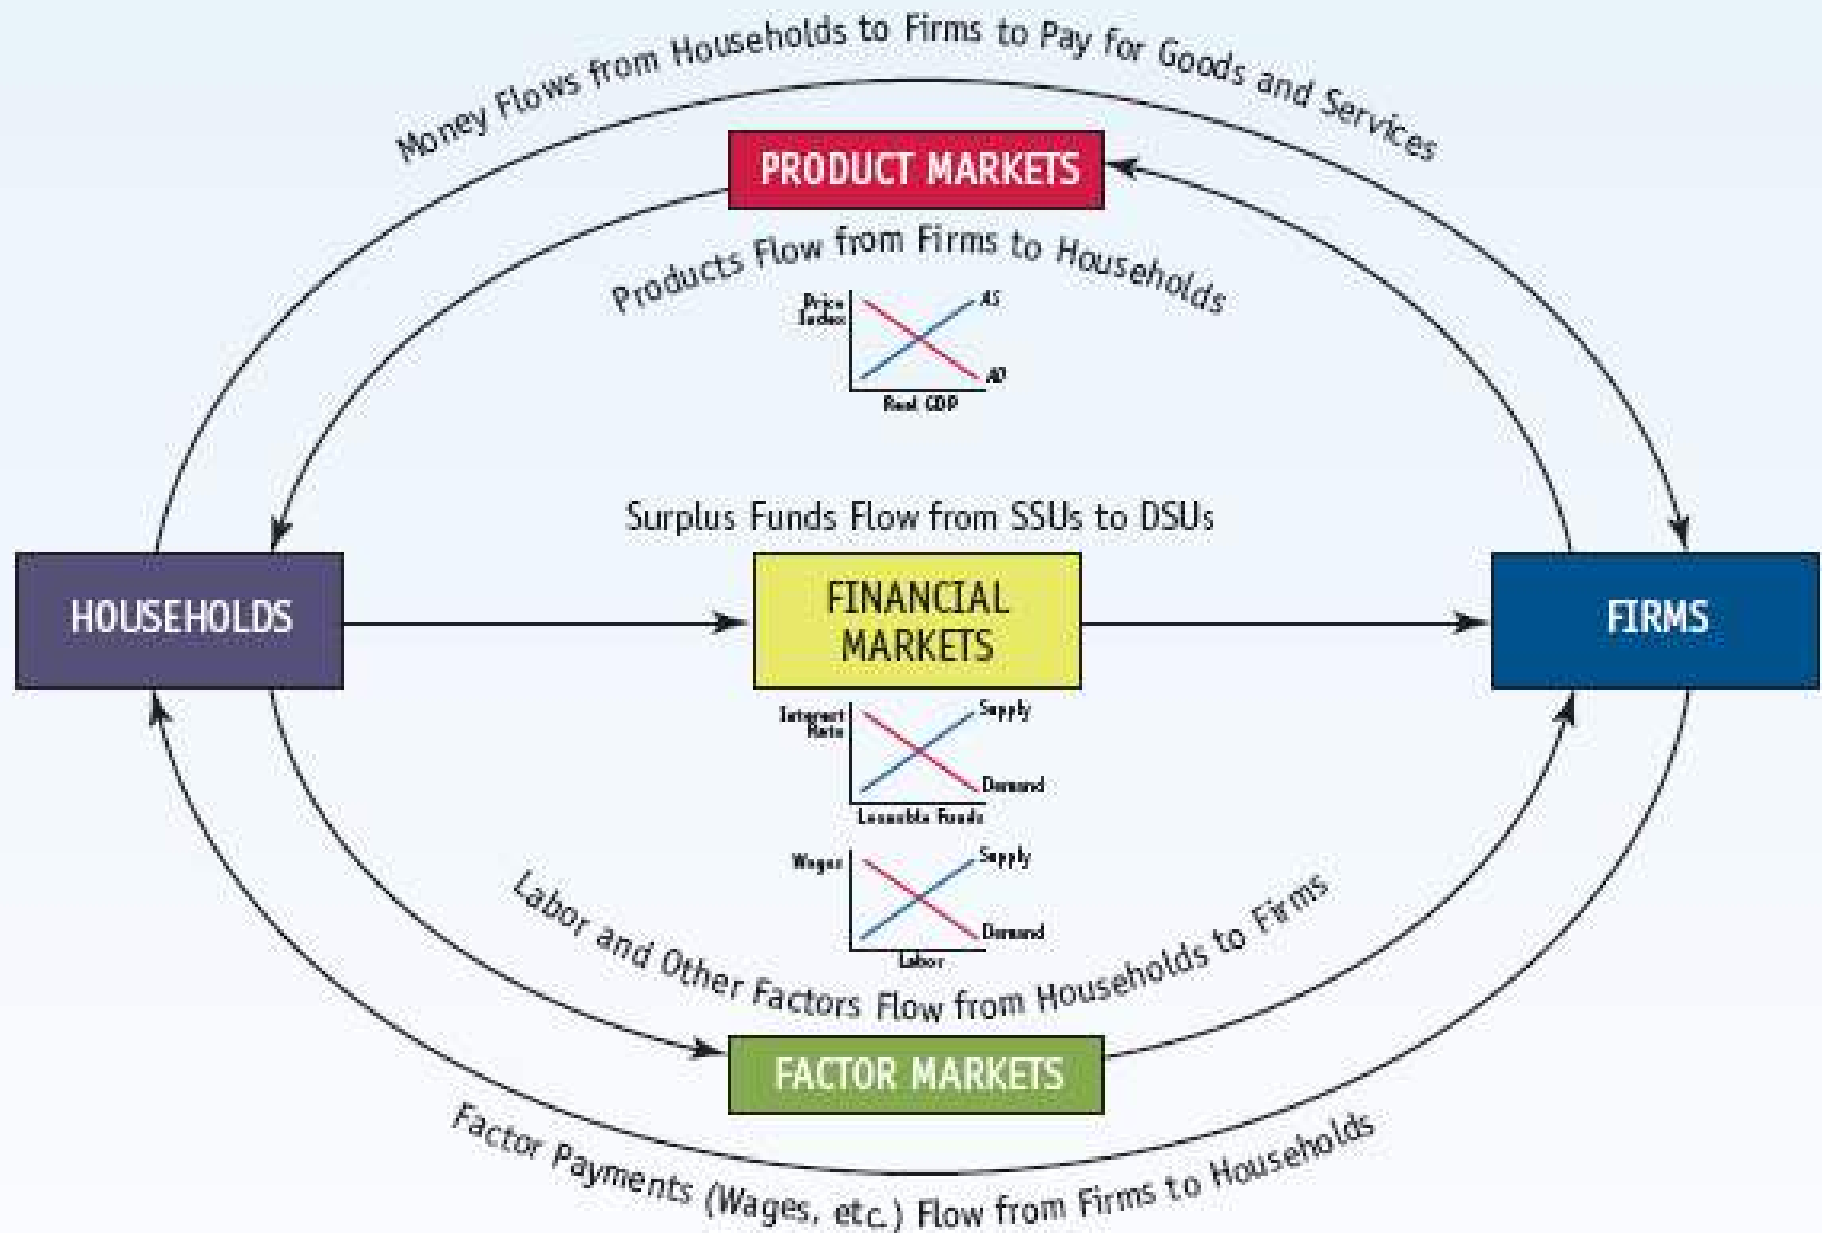 Money Flows from Households to Firms to Pay for Goods and Services
PRODUCT MARKETS
Products Flow from Firms to Households
Price
Index
AS
AD
Real GDP
Surplus Funds Flow from SSUs to DSUs
HOUSEHOLDS
FINANCIAL
MARKETS
FIRMS
Interest
Rate
Supply
Demand
Loanable Funds
Wages
Supply
Demand
Labor
Labor and Other Factors Flow from Households to Firms
FACTOR MARKETS
Factor Payments (Wages, etc.) Flow from Firms to Households